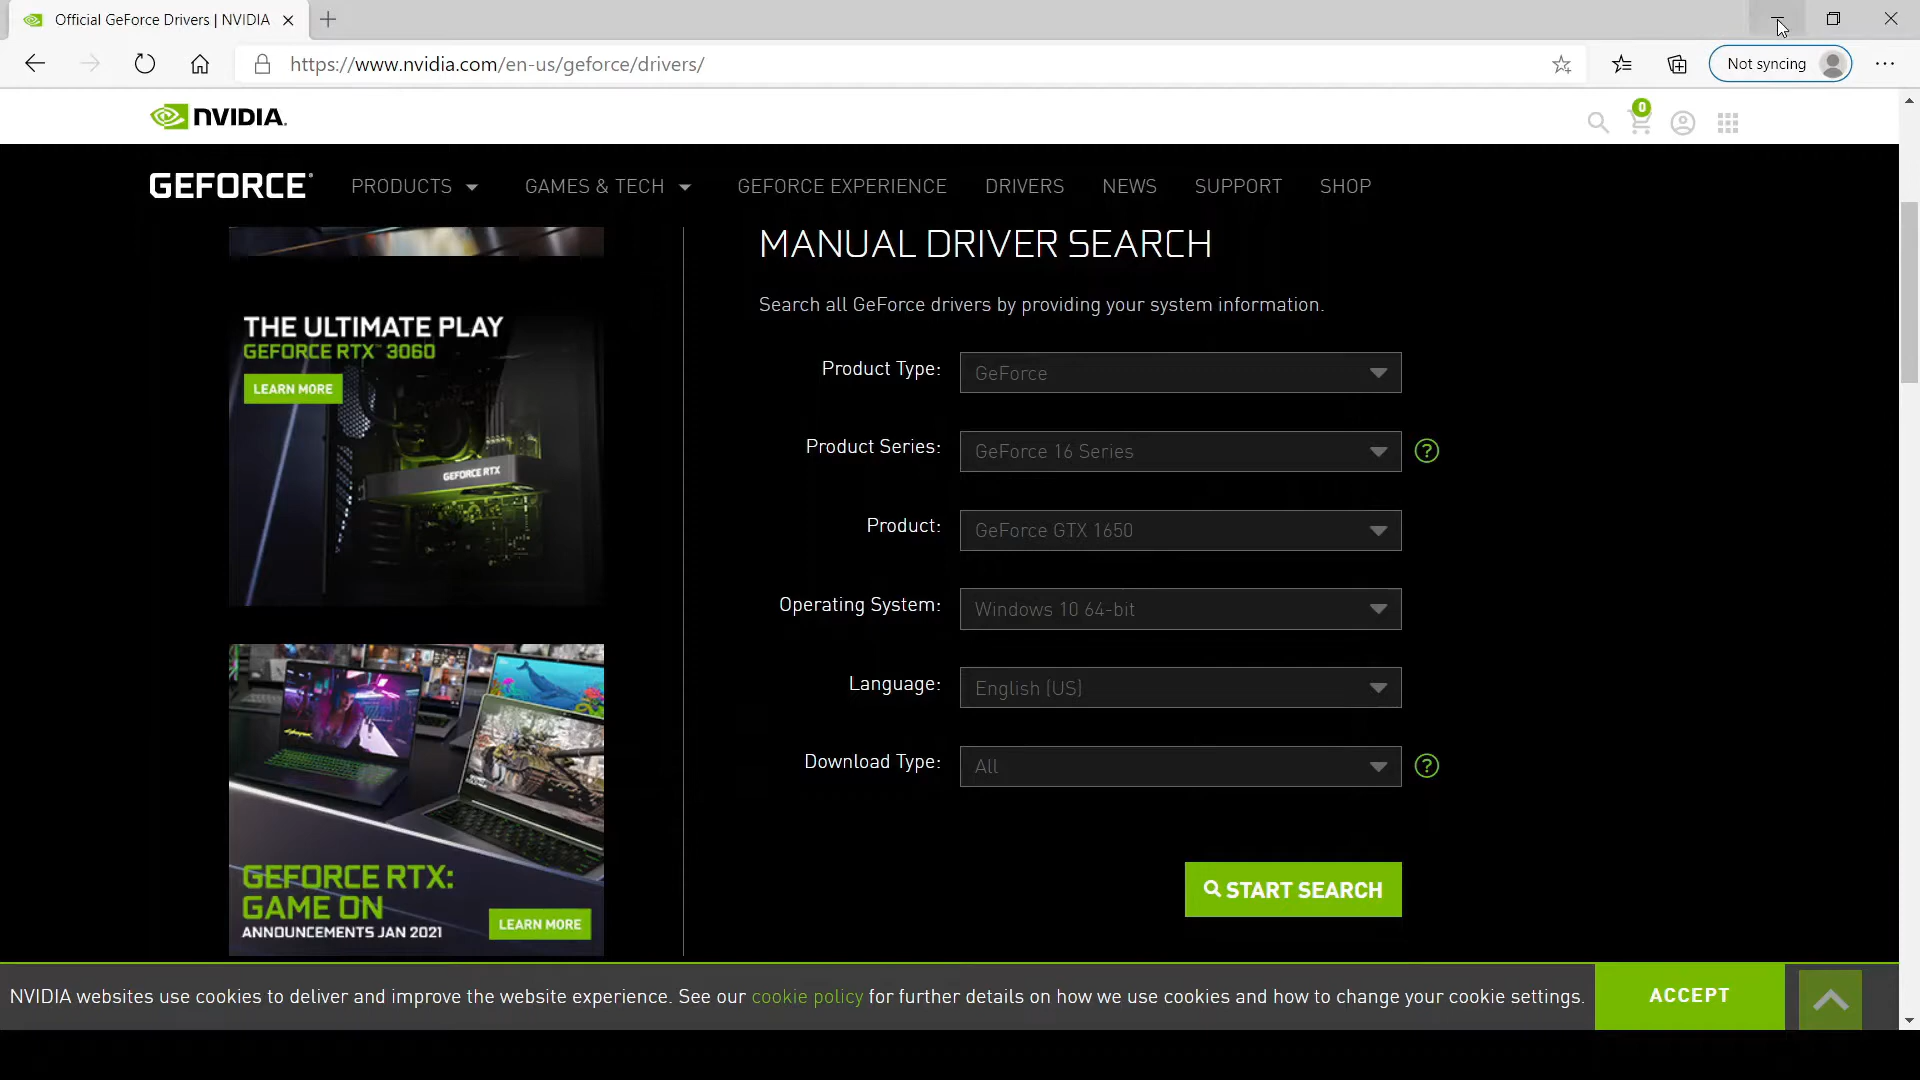 Official GeForce Drivers | NVIDIA
https://www.nvidia.com/en-us/geforce/drivers/
Not syncing
NVIDIA.
0
GEFORCE
PRODUCTS
GAMES & TECH
GEFORCE EXPERIENCE
DRIVERS
NEWS
SUPPORT
SHOP
THE ULTIMATE PLAY
GEFORCE RTX™ 3060
LEARN MORE
GEFORCE RTX
GEFORCE RTX:
GAME ON
ANNOUNCEMENTS JAN 2021
LEARN MORE
MANUAL DRIVER SEARCH
Search all GeForce drivers by providing your system information.
Product Type: GeForce
Product Series: GeForce 16 Series ?
Product: GeForce GTX 1650
Operating System: Windows 10 64-bit
Language: English (US)
Download Type: All ?
START SEARCH
NVIDIA websites use cookies to deliver and improve the website experience. See our cookie policy for further details on how we use cookies and how to change your cookie settings.
ACCEPT